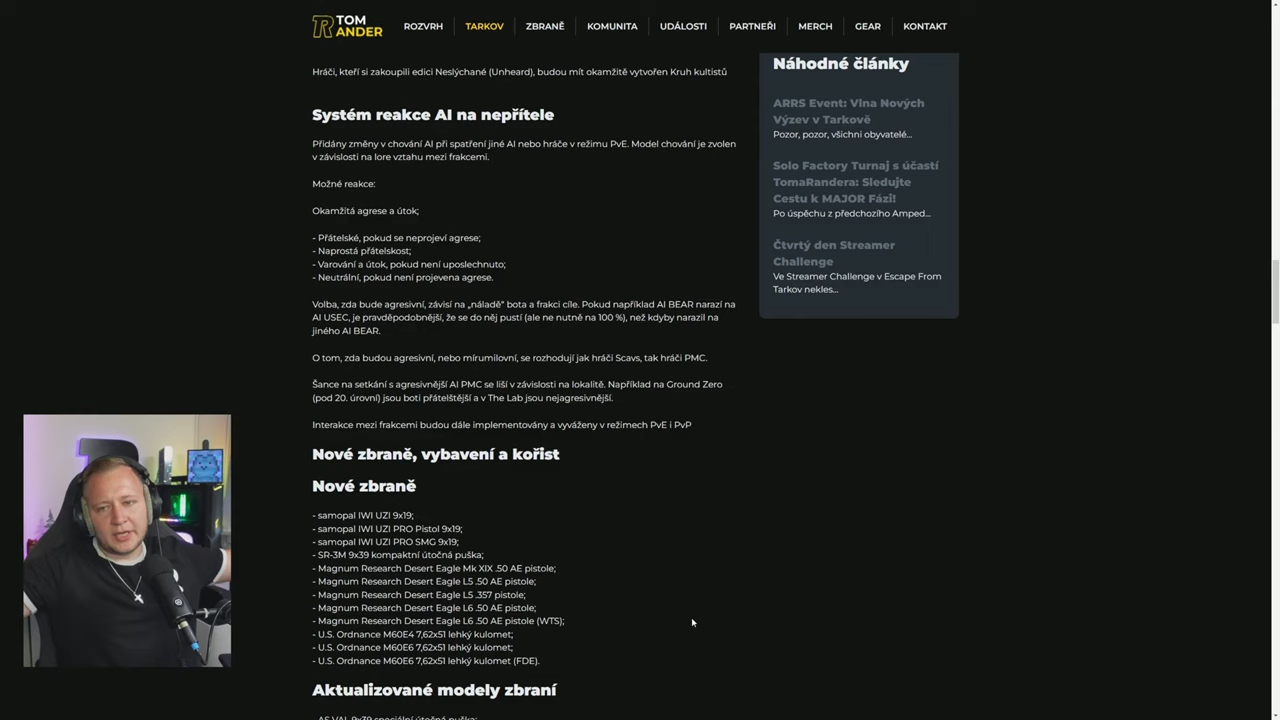 TOM
ANDER
ROZVRH
TARKOV
ZBRANĚ
KOMUNITA
UDÁLOSTI
PARTNEŘI
MERCH
GEAR
KONTAKT
Hráči, kteří si zakoupili edici Neslýchané (Unheard), budou mít okamžitě vytvořen Kruh kultistů
Systém reakce AI na nepřítele
Přidány změny v chování AI při spatření jiné AI nebo hráče v režimu PvE. Model chování je zvolen
v závislosti na lore vztahu mezi frakcemi.
Možné reakce:
Okamžitá agrese a útok;
- Přátelské, pokud se neprojeví agrese;
- Naprostá přátelskost;
- Varování a útok, pokud není uposlechnuto;
- Neutrální, pokud není projevena agrese.
Volba, zda bude agresivní, závisí na „náladě“ bota a frakci cíle. Pokud například AI BEAR narazí na
AI USEC, je pravděpodobnější, že se do něj pustí (ale ne nutně na 100 %), než kdyby narazil na
jiného AI BEAR.
O tom, zda budou agresivní, nebo mírumilovní, se rozhodují jak hráči Scavs, tak hráči PMC.
Šance na setkání s agresivnější AI PMC se liší v závislosti na lokalitě. Například na Ground Zero
(pod 20. úrovní) jsou boti přátelštější a v The Lab jsou nejagresivnější.
Interakce mezi frakcemi budou dále implementovány a vyváženy v režimech PvE i PvP
Nové zbraně, vybavení a kořist
Nové zbraně
- samopal IWI UZI 9x19;
- samopal IWI UZI PRO Pistol 9x19;
- samopal IWI UZI PRO SMG 9x19;
- SR-3M 9x39 kompaktní útočná puška;
- Magnum Research Desert Eagle Mk XIX .50 AE pistole;
- Magnum Research Desert Eagle L5 .50 AE pistole;
- Magnum Research Desert Eagle L5 .357 pistole;
- Magnum Research Desert Eagle L6 .50 AE pistole;
- Magnum Research Desert Eagle L6 .50 AE pistole (WTS);
- U.S. Ordnance M60E4 7,62x51 lehký kulomet;
- U.S. Ordnance M60E6 7,62x51 lehký kulomet;
- U.S. Ordnance M60E6 7,62x51 lehký kulomet (FDE).
Aktualizované modely zbraní
- AS VAL 9x39 speciální útočná puška;
Náhodné články
ARRS Event: Vlna Nových
Výzev v Tarkově
Pozor, pozor, všichni obyvatelé...
Solo Factory Turnaj s účastí
TomaRandera: Sledujte
Cestu k MAJOR Fázi!
Po úspěchu z předchozího Amped...
Čtvrtý den Streamer
Challenge
Ve Streamer Challenge v Escape From
Tarkov nekles...